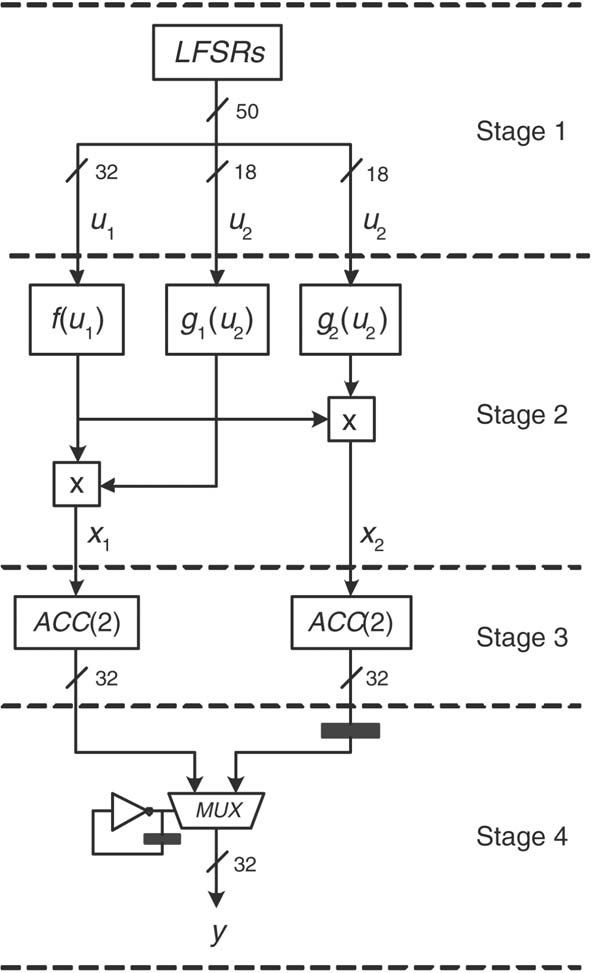 LFSRs
50
Stage 1
32
18
18
u1
u2
u2
f(u1)
g1(u2)
g2(u2)
x
Stage 2
x
x1
x2
ACC(2)
ACC(2)
Stage 3
32
32
MUX
Stage 4
32
y